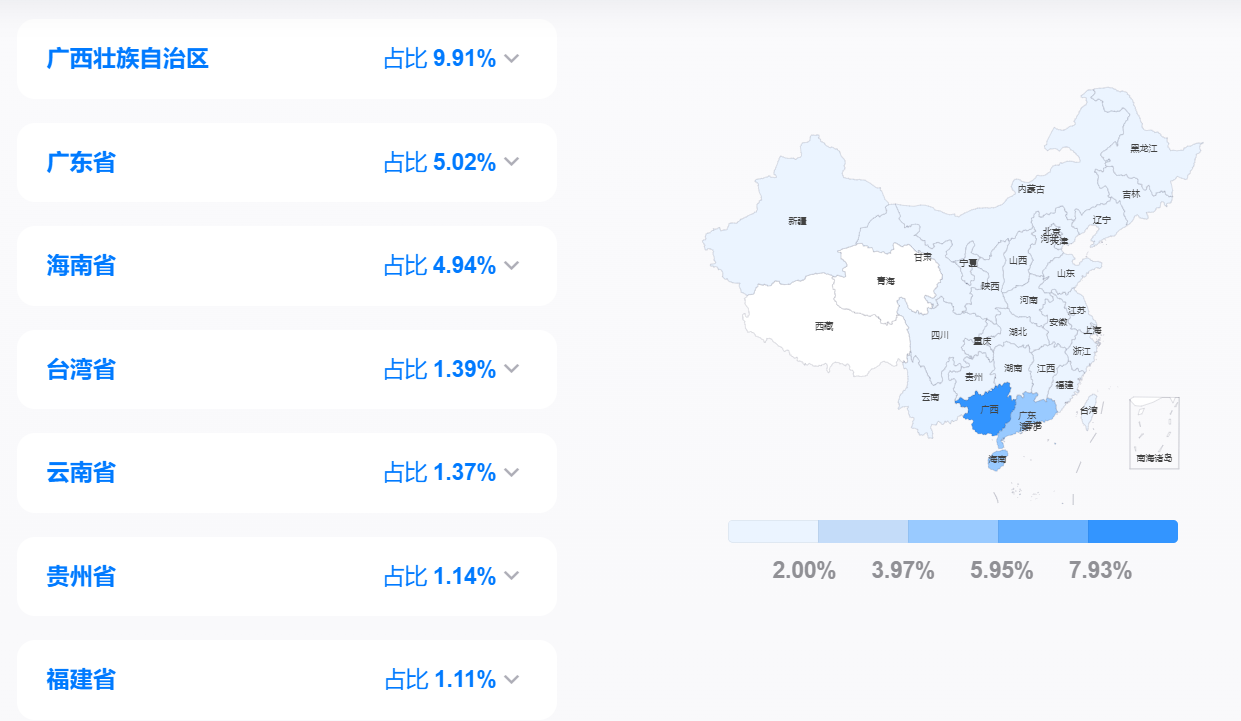 广西壮族自治区 占比 9.91%
广东省 占比 5.02%
海南省 占比 4.94%
台湾省 占比 1.39%
云南省 占比 1.37%
贵州省 占比 1.14%
福建省 占比 1.11%
黑龙江
内蒙古
吉林
新疆
辽宁
北京
河北
天津
甘肃
宁夏
山西
山东
青海
陕西
河南
江苏
西藏
安徽
上海
四川
重庆
湖北
浙江
贵州
湖南
江西
福建
云南
广西
广东
台湾
香港
海南
南海诸岛
2.00% 3.97% 5.95% 7.93%